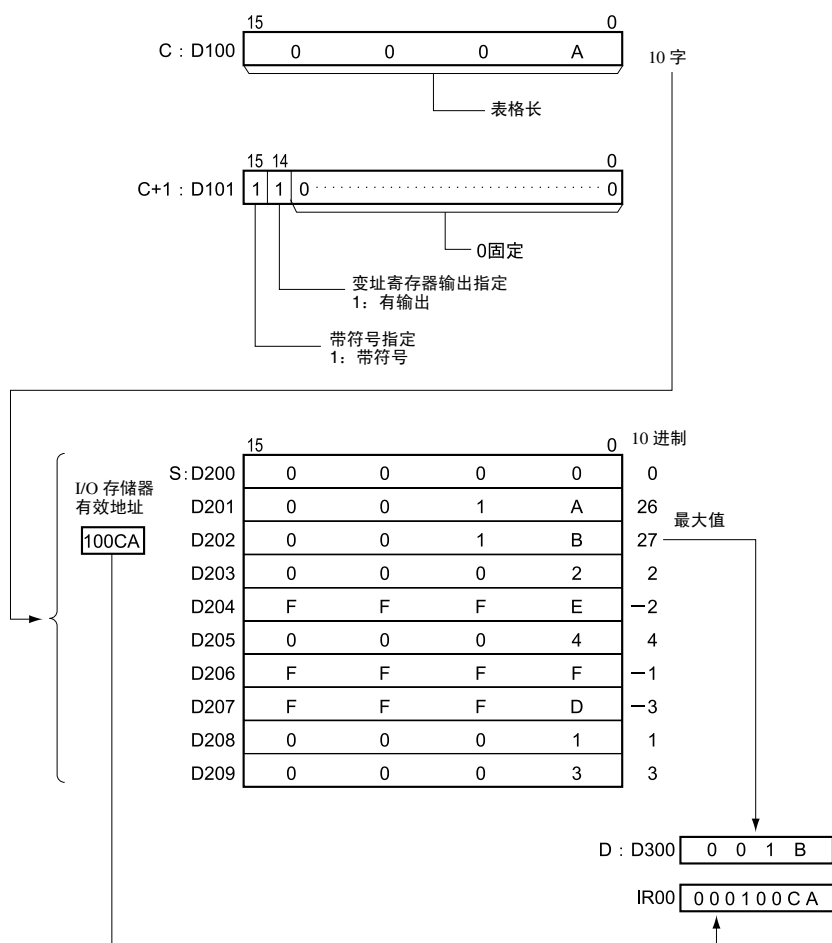 15 0
C : D100 0 0 0 A 10 字
表格长
15 14 0
C+1 : D101 1 1 0 ···································· 0
0固定
变址寄存器输出指定
1: 有输出
带符号指定
1: 带符号
15 0 10 进制
I/O 存储器
有效地址
100CA
S:D200 0 0 0 0 0
D201 0 0 1 A 26
D202 0 0 1 B 27 最大值
D203 0 0 0 2 2
D204 F F F E −2
D205 0 0 0 4 4
D206 F F F F −1
D207 F F F D −3
D208 0 0 0 1 1
D209 0 0 0 3 3
D : D300 0 0 1 B
IR00 0 0 0 1 0 0 C A